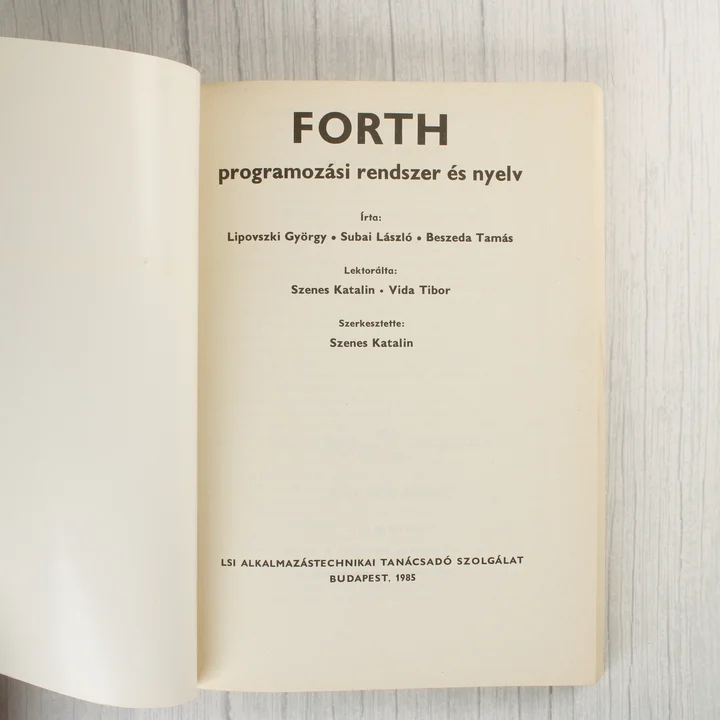 FORTH
programozási rendszer és nyelv
Írta:
Lipovszki György • Subai László • Beszeda Tamás
Lektorálta:
Szenes Katalin • Vida Tibor
Szerkesztette:
Szenes Katalin
LSI ALKALMAZÁSTECHNIKAI TANÁCSADÓ SZOLGÁLAT
BUDAPEST, 1985